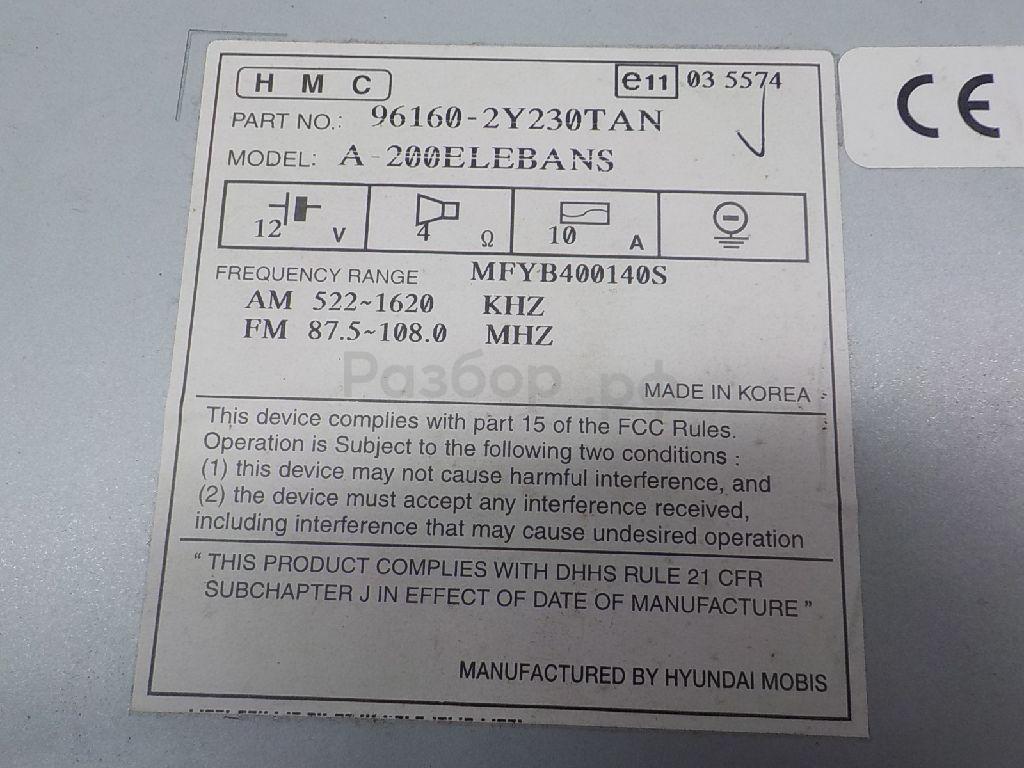 HMC
e11 03 5574
CE
PART NO.: 96160-2Y230TAN
MODEL: A-200ELEBANS
12 V
4 Ω
10 A
FREQUENCY RANGE MFYB400140S
AM 522~1620 KHZ
FM 87.5~108.0 MHZ
Разбор.рф
MADE IN KOREA
This device complies with part 15 of the FCC Rules.
Operation is Subject to the following two conditions :
(1) this device may not cause harmful interference, and
(2) the device must accept any interference received,
including interference that may cause undesired operation
“ THIS PRODUCT COMPLIES WITH DHHS RULE 21 CFR
SUBCHAPTER J IN EFFECT OF DATE OF MANUFACTURE ”
MANUFACTURED BY HYUNDAI MOBIS